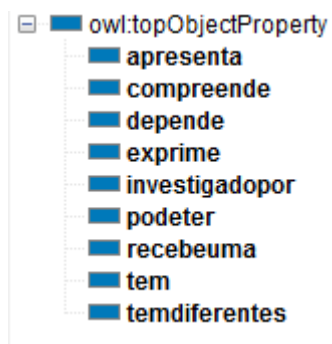 owl:topObjectProperty
apresenta
compreende
depende
exprime
investigadopor
podeter
recebeuma
tem
temdiferentes